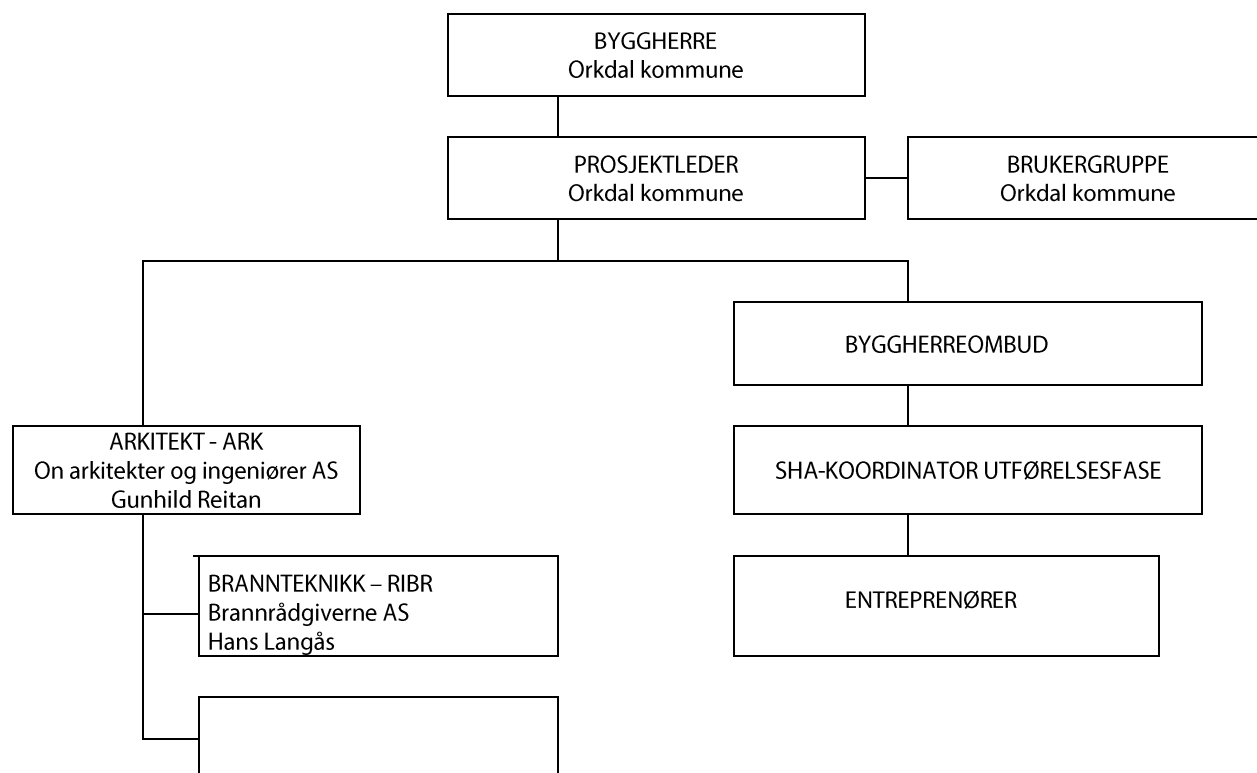 BYGGHERRE
Orkdal kommune
PROSJEKTLEDER
Orkdal kommune
BRUKERGRUPPE
Orkdal kommune
BYGGHERREOMBUD
ARKITEKT - ARK
On arkitekter og ingeniører AS
Gunhild Reitan
SHA-KOORDINATOR UTFØRELSESFASE
BRANNTEKNIKK – RIBR
Brannrådgiverne AS
Hans Langås
ENTREPRENØRER